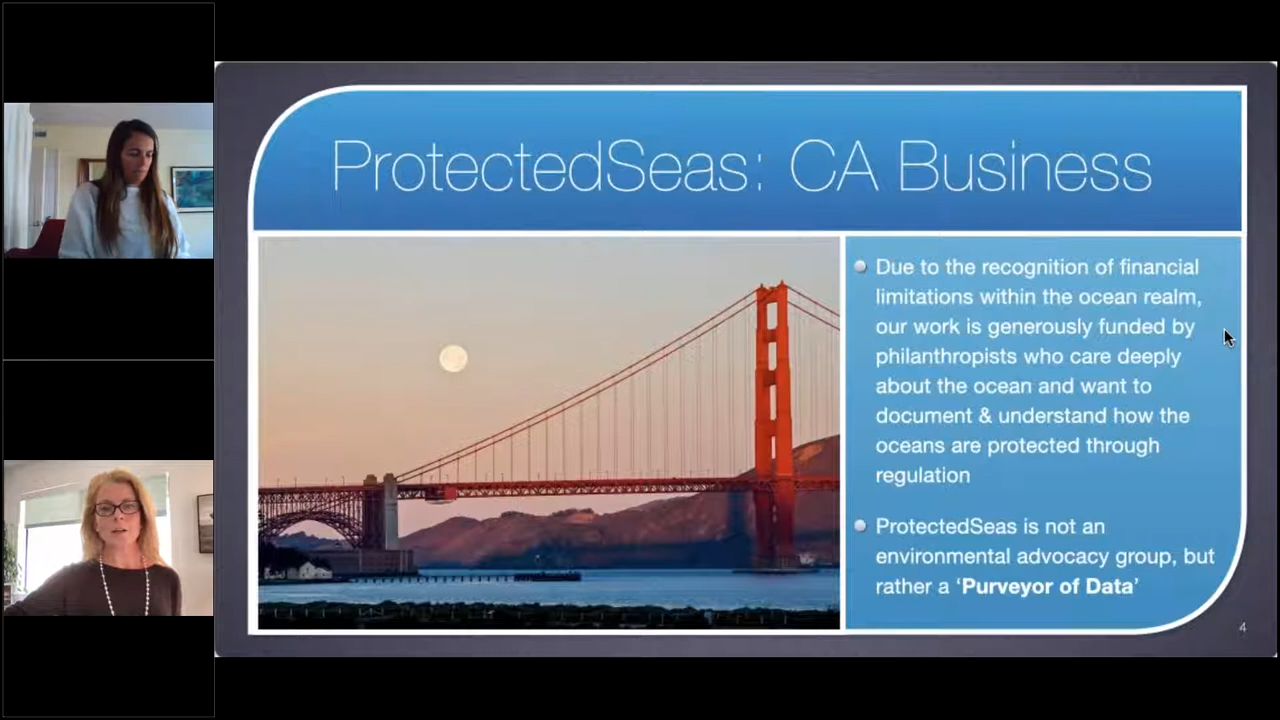 ProtectedSeas: CA Business
Due to the recognition of financial
limitations within the ocean realm,
our work is generously funded by
philanthropists who care deeply
about the ocean and want to
document & understand how the
oceans are protected through
regulation
ProtectedSeas is not an
environmental advocacy group, but
rather a ‘Purveyor of Data’
4